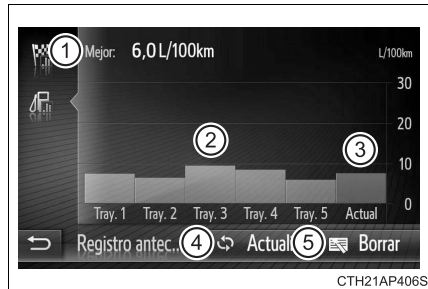 1 Mejor: 6,0 L/100km L/100km
30
20
2 3
10
0
Tray. 1 Tray. 2 Tray. 3 Tray. 4 Tray. 5 Actual
Registro antec... 4 Actuali 5 Borrar
CTH21AP406S